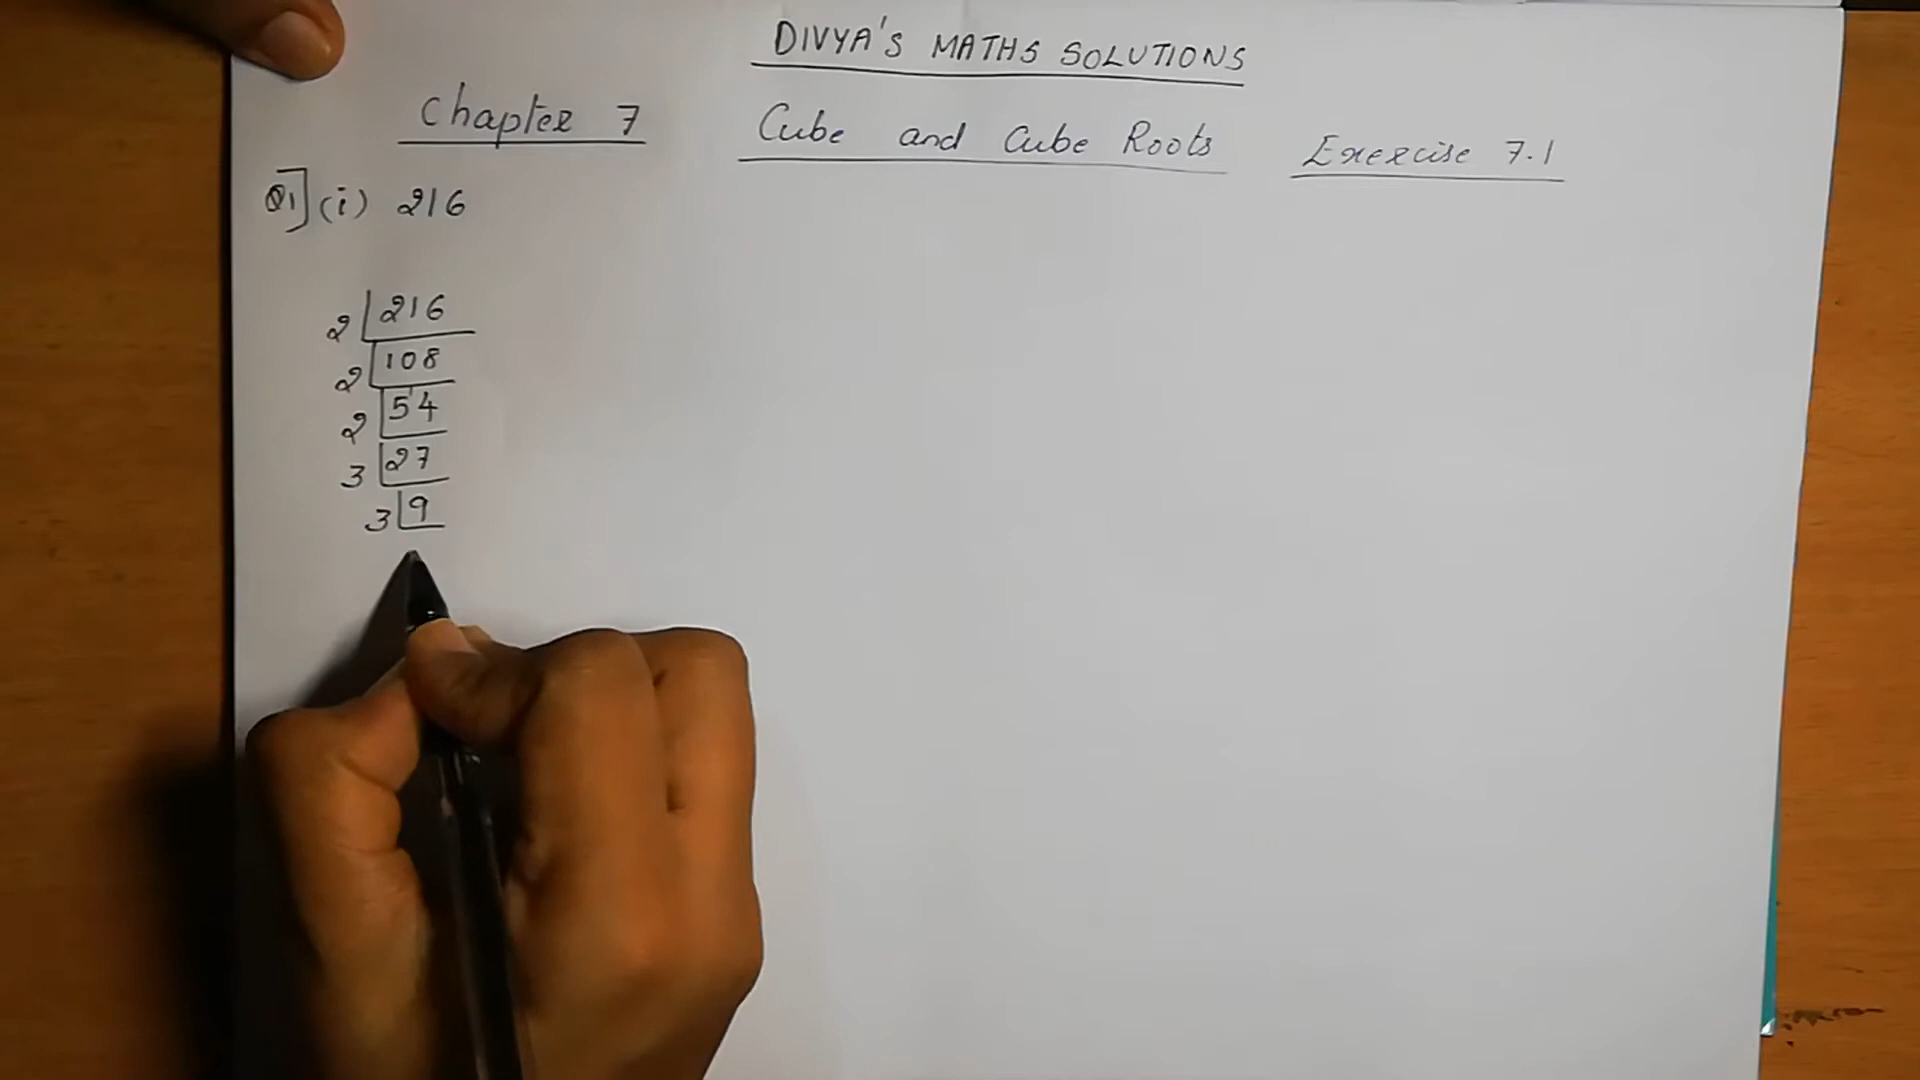 DIVYA'S MATHS SOLUTIONS
Chapter 7 Cube and Cube Roots Exercise 7.1
Q1] (i) 216
2 | 216
2 | 108
2 | 54
3 | 27
3 | 9